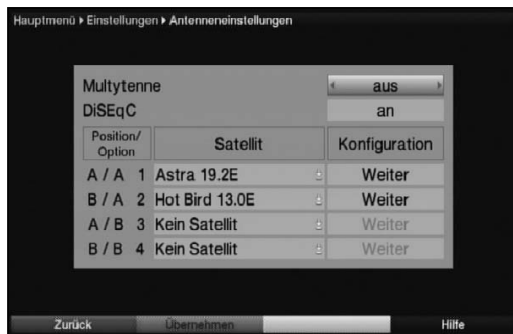 Hauptmenü ▸ Einstellungen ▸ Antenneneinstellungen
Multytenne aus
DiSEqC an
Position/ Option Satellit Konfiguration
A / A 1 Astra 19.2E Weiter
B / A 2 Hot Bird 13.0E Weiter
A / B 3 Kein Satellit Weiter
B / B 4 Kein Satellit Weiter
Zurück Übernehmen Hilfe